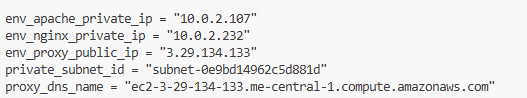 env_apache_private_ip = "10.0.2.107"
env_nginx_private_ip = "10.0.2.232"
env_proxy_public_ip = "3.29.134.133"
private_subnet_id = "subnet-0e9bd14962c5d881d"
proxy_dns_name = "ec2-3-29-134-133.me-central-1.compute.amazonaws.com"